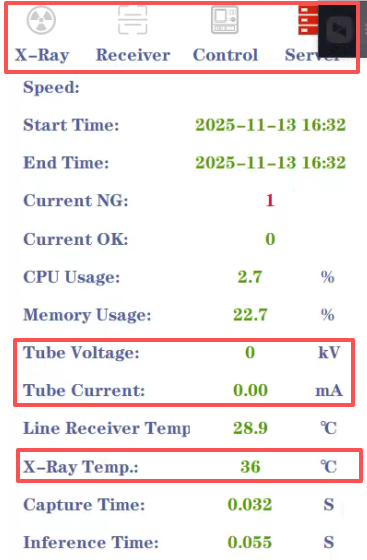 X-Ray Receiver Control Server
Speed:
Start Time: 2025-11-13 16:32
End Time: 2025-11-13 16:32
Current NG: 1
Current OK: 0
CPU Usage: 2.7 %
Memory Usage: 22.7 %
Tube Voltage: 0 kV
Tube Current: 0.00 mA
Line Receiver Temp 28.9 ℃
X-Ray Temp.: 36 ℃
Capture Time: 0.032 S
Inference Time: 0.055 S